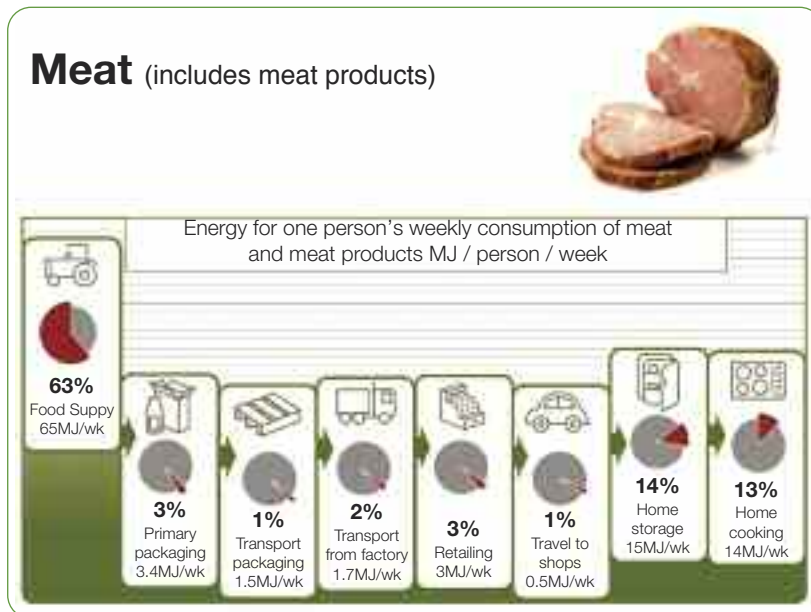 Meat (includes meat products)
Energy for one person's weekly consumption of meat
and meat products MJ / person / week
63%
Food Suppy
65MJ/wk
3%
Primary
packaging
3.4MJ/wk
1%
Transport
packaging
1.5MJ/wk
2%
Transport
from factory
1.7MJ/wk
3%
Retailing
3MJ/wk
1%
Travel to
shops
0.5MJ/wk
14%
Home
storage
15MJ/wk
13%
Home
cooking
14MJ/wk